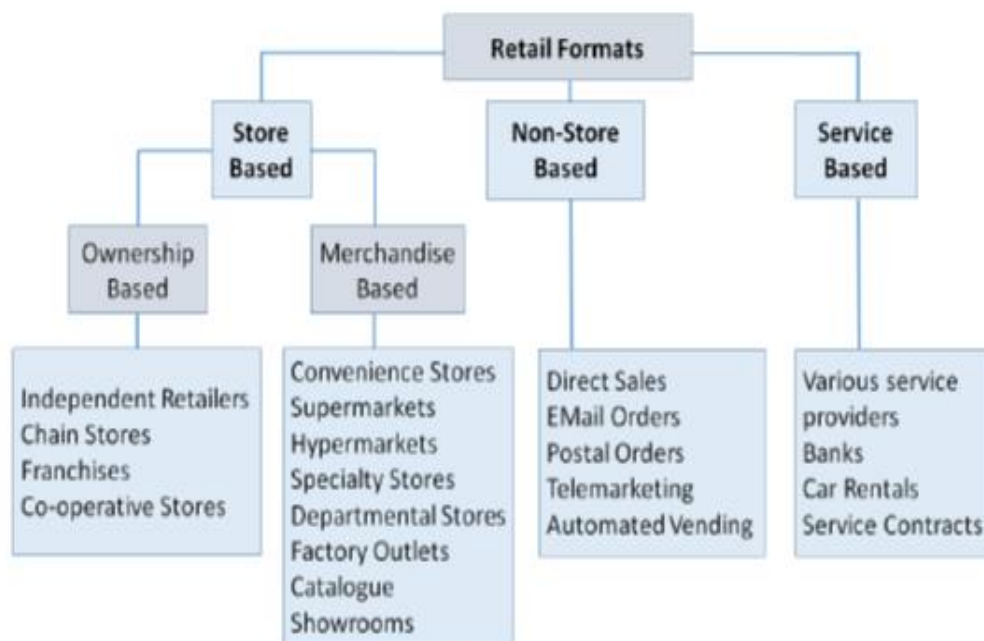 Retail Formats
Store
Based
Non-Store
Based
Service
Based
Ownership
Based
Merchandise
Based
Independent Retailers
Chain Stores
Franchises
Co-operative Stores
Convenience Stores
Supermarkets
Hypermarkets
Specialty Stores
Departmental Stores
Factory Outlets
Catalogue
Showrooms
Direct Sales
EMail Orders
Postal Orders
Telemarketing
Automated Vending
Various service
providers
Banks
Car Rentals
Service Contracts